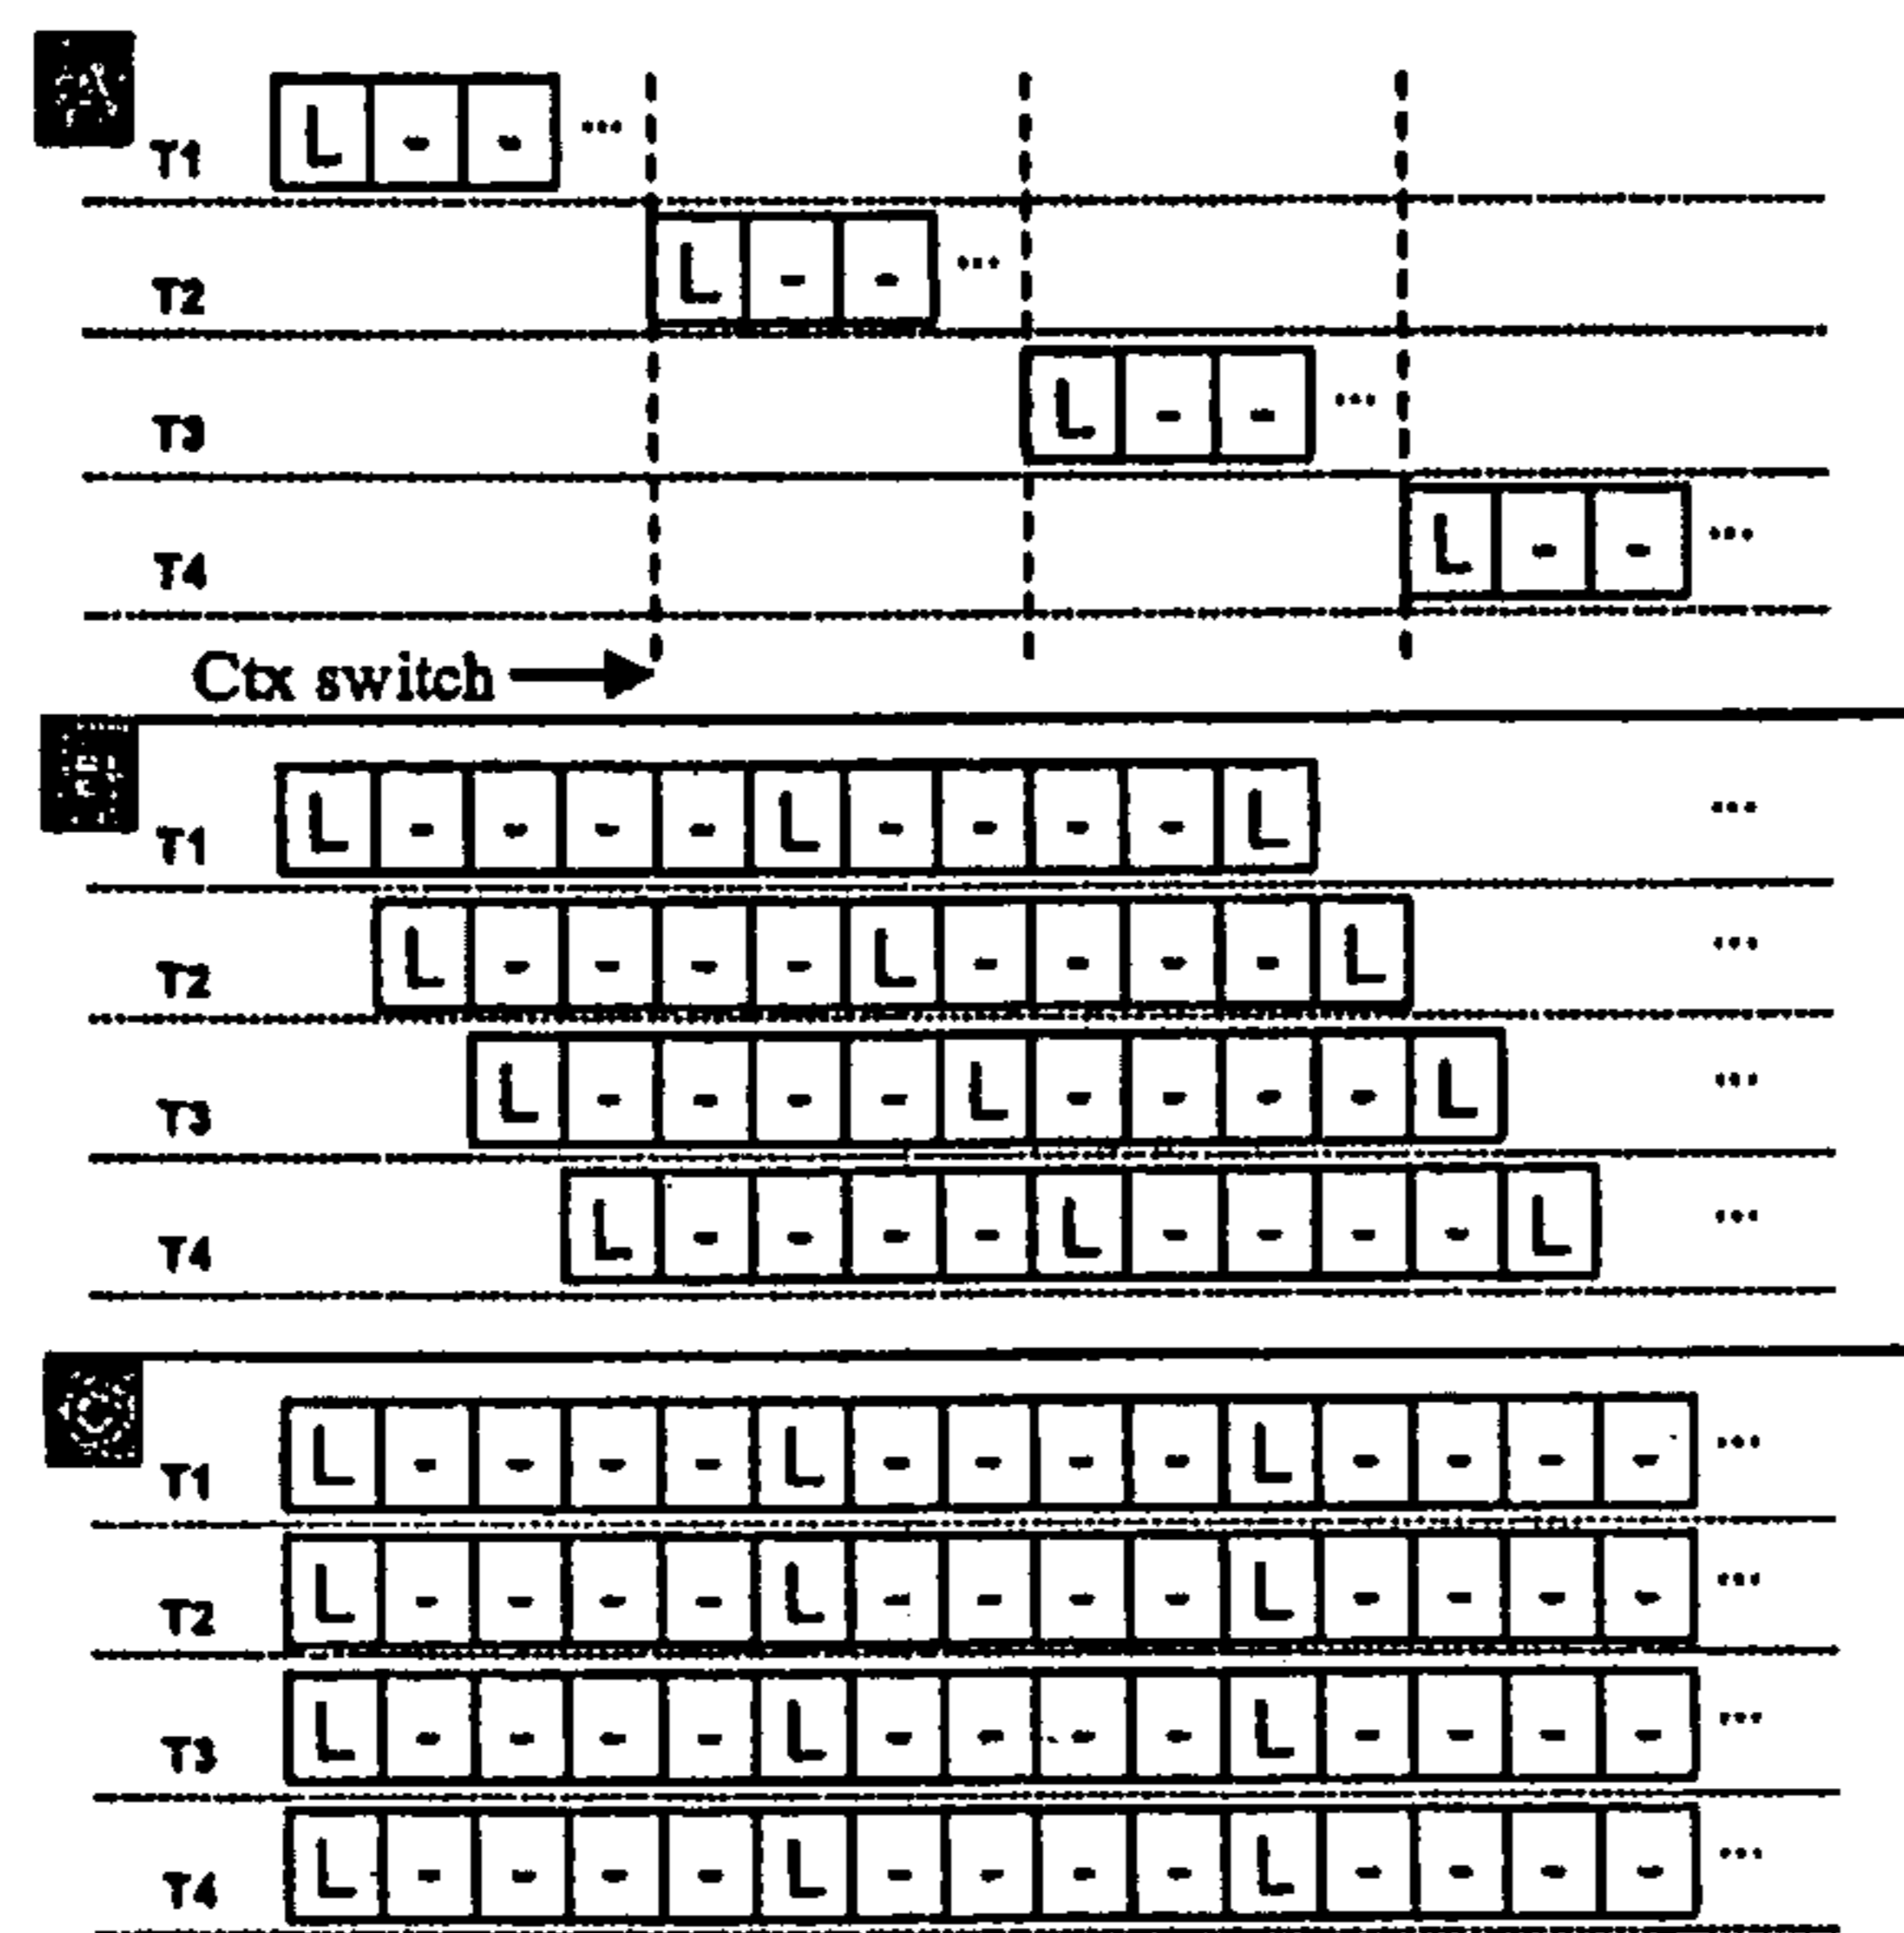 A
T1 L - - ...
T2 L - - ...
T3 L - - ...
T4 L - - ...
Ctx switch
B
T1 L - - - - L - - - - L ...
T2 L - - - - L - - - - L ...
T3 L - - - - L - - - - L ...
T4 L - - - - L - - - - L ...
C
T1 L - - - - L - - - - L - - - - ...
T2 L - - - - L - - - - L - - - - ...
T3 L - - - - L - - - - L - - - - ...
T4 L - - - - L - - - - L - - - - ...